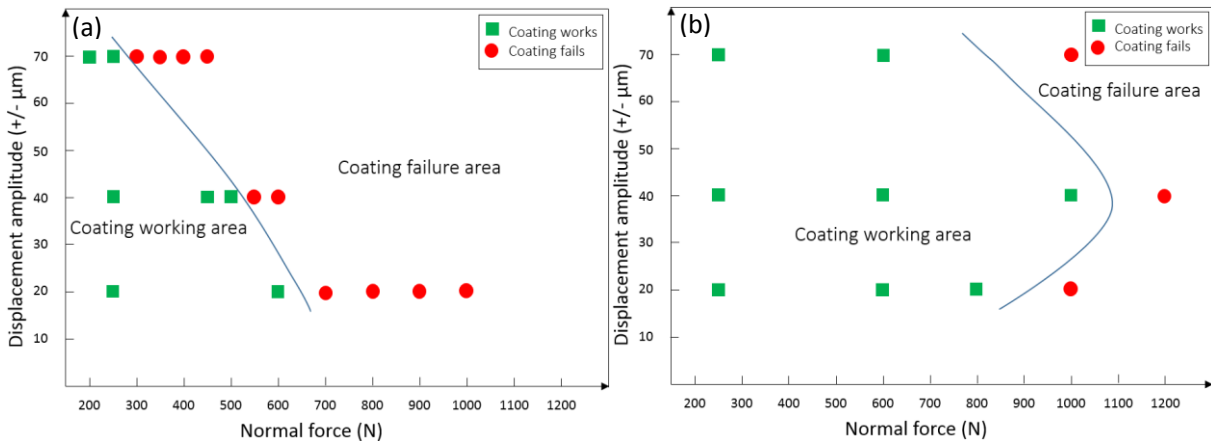 (a)
Coating works
Coating fails
70
60
50
40
30
20
10
Displacement amplitude (+/- μm)
Coating failure area
Coating working area
200 300 400 500 600 700 800 900 1000 1100 1200
Normal force (N)
(b)
Coating works
Coating fails
70
60
50
40
30
20
10
Displacement amplitude (+/- μm)
Coating failure area
Coating working area
200 300 400 500 600 700 800 900 1000 1100 1200
Normal force (N)